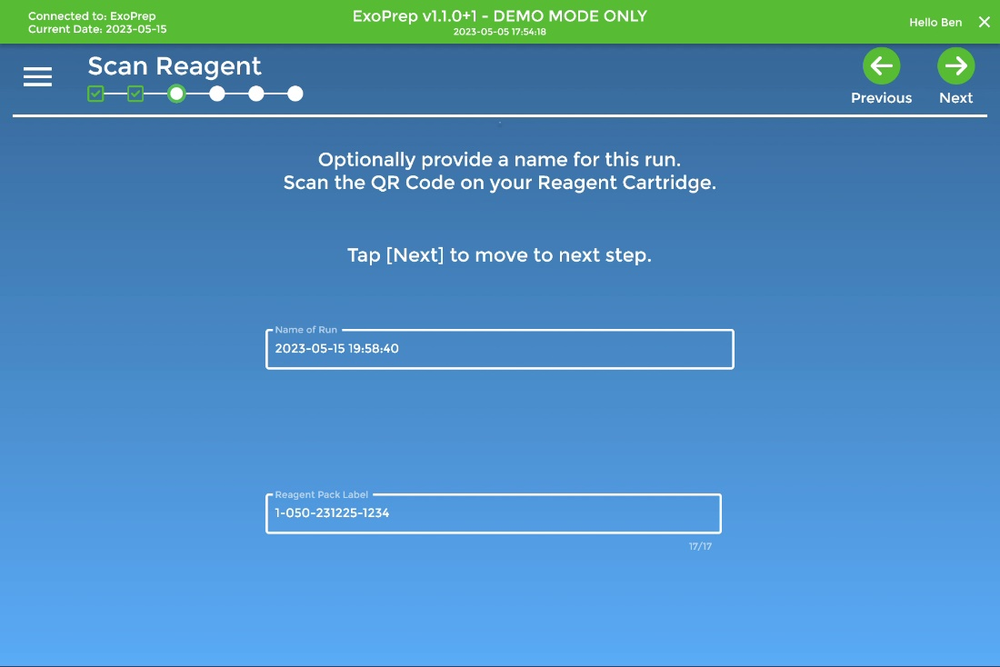 Connected to: ExoPrep
Current Date: 2023-05-15
ExoPrep v1.1.0+1 - DEMO MODE ONLY
2023-05-05 17:54:18
Hello Ben
Scan Reagent
Previous
Next
Optionally provide a name for this run.
Scan the QR Code on your Reagent Cartridge.
Tap [Next] to move to next step.
Name of Run
2023-05-15 19:58:40
Reagent Pack Label
1-050-231225-1234
17/17